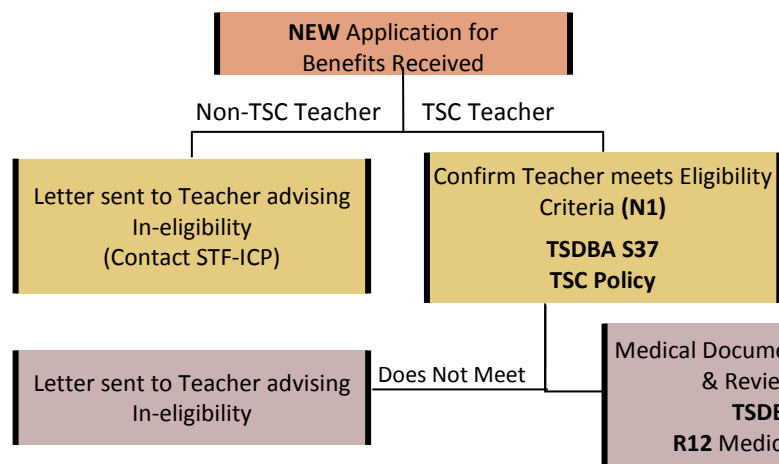 NEW Application for
Benefits Received
Non-TSC Teacher
TSC Teacher
Letter sent to Teacher advising
In-eligibility
(Contact STF-ICP)
Confirm Teacher meets Eligibility
Criteria (N1)
TSDBA S37
TSC Policy
Letter sent to Teacher advising
In-eligibility
Does Not Meet
Medical
& 
R12